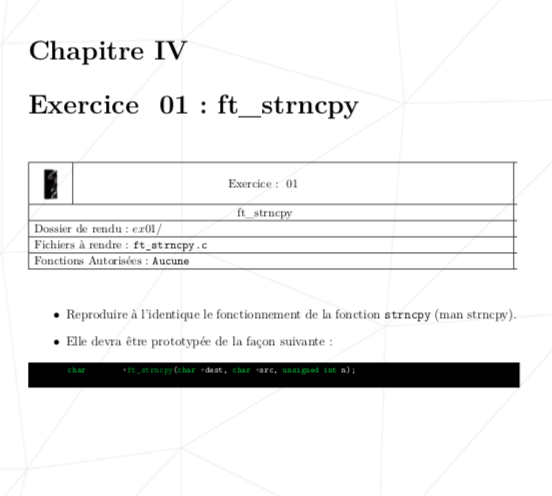 Chapitre IV
Exercice 01 : ft_strncpy
Exercice : 01
ft_strncpy
Dossier de rendu : ex01/
Fichiers à rendre : ft_strncpy.c
Fonctions Autorisées : Aucune
• Reproduire à l'identique le fonctionnement de la fonction strncpy (man strncpy).
• Elle devra être prototypée de la façon suivante :
char *ft_strncpy(char *dest, char *src, unsigned int n);